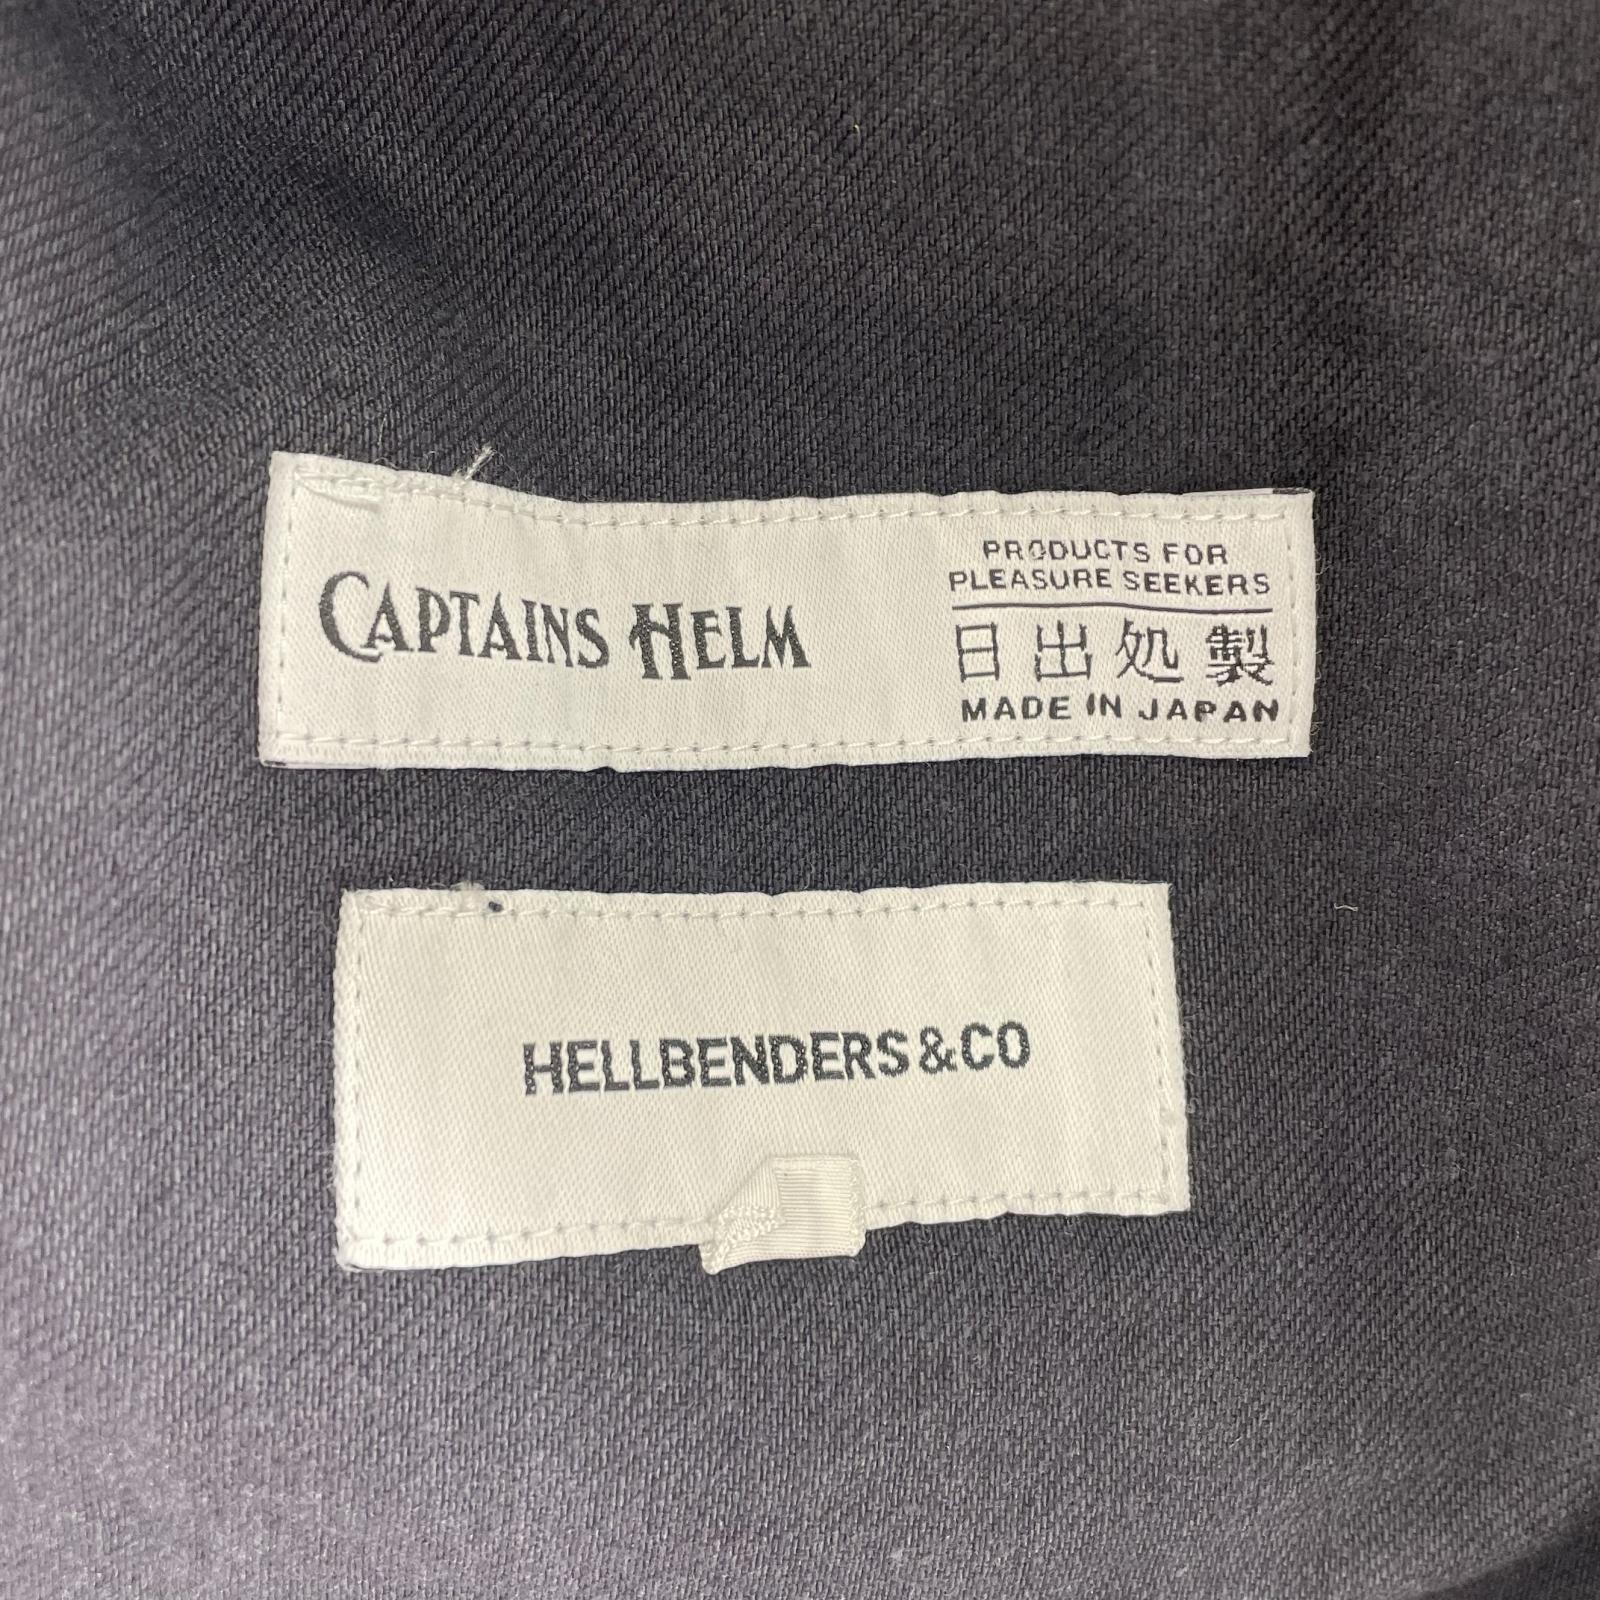 CAPTAINS HELM
PRODUCTS FOR
PLEASURE SEEKERS
日出処製
MADE IN JAPAN
HELLBENDERS&CO